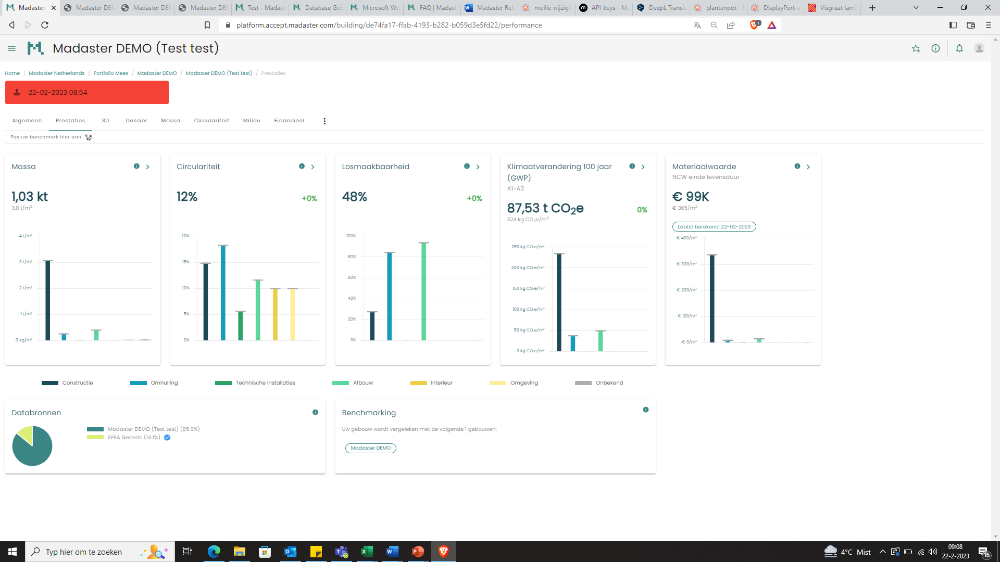 Madaster
Madaster DEM
Madaster DEM
Madaster DEM
Test - Madast
Database Geb
Microsoft Wo
FAQ | Madast
Madaster Rel
mollie wijzigin
API-keys - Mo
DeepL Transla
plantenpot - E
DisplayPort-a
Visgraat lami
platform.accept.madaster.com/building/de74fa17-ffab-4193-b282-b059d3e5fd22/performance
1
Madaster DEMO (Test test)
Home / Madaster Netherlands / Portfolio Mees / Madaster DEMO / Madaster DEMO (Test test) / Prestaties
22-02-2023 08:54
Algemeen Prestaties 3D Dossier Massa Circulariteit Milieu Financieel
Pas uw benchmark hier aan
Massa
1,03 kt
3,8 t/m²
4 t/m²
3 t/m²
2 t/m²
1 t/m²
0 kg/m²
Circulariteit
12%
+0%
20%
15%
10%
5%
0%
Losmaakbaarheid
48%
+0%
100%
80%
60%
40%
20%
0%
Klimaatverandering 100 jaar
(GWP)
A1-A3
87,53 t CO₂e
0%
324 kg CO₂e/m²
250 kg CO₂e/m²
200 kg CO₂e/m²
150 kg CO₂e/m²
100 kg CO₂e/m²
50 kg CO₂e/m²
0 kg CO₂e/m²
Materiaalwaarde
NCW einde levensduur
€ 99K
€ 365/m²
Laatst berekend: 22-02-2023
€ 400/m²
€ 300/m²
€ 200/m²
€ 100/m²
€ 0/m²
Constructie Omhulling Technische Installaties Afbouw Interieur Omgeving Onbekend
Databronnen
Madaster DEMO (Test test) (85.9%)
EPEA Generic (14.1%)
Benchmarking
Uw gebouw wordt vergeleken met de volgende 1 gebouwen:
Madaster DEMO
Typ hier om te zoeken
4°C Mist
09:08
22-2-2023
16